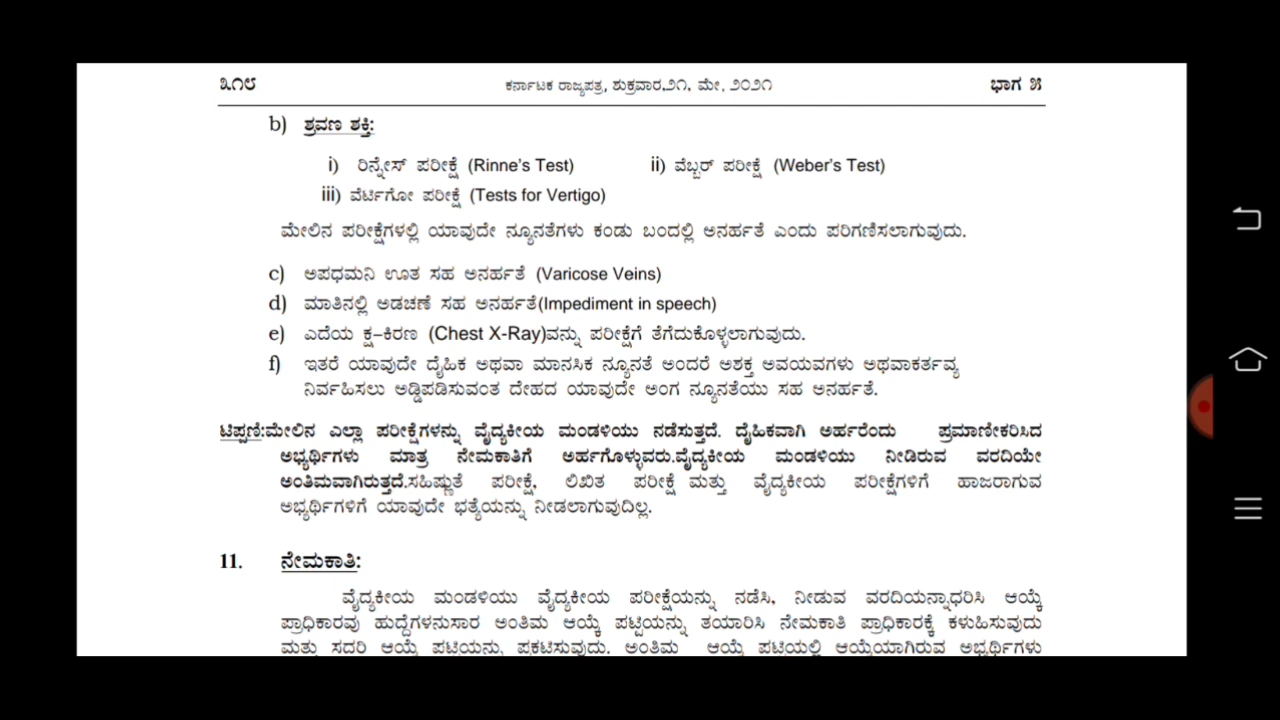 ೩೧೮ ಕರ್ನಾಟಕ ರಾಜ್ಯಪತ್ರ, ಶುಕ್ರವಾರ,೨೧, ಮೇ, ೨೦೨೧ ಭಾಗ ೫
b) ಶ್ರವಣ ಶಕ್ತಿ:
i) ರಿನ್ನೇಸ್ ಪರೀಕ್ಷೆ (Rinne's Test) ii) ವೆಬ್ಬರ್ ಪರೀಕ್ಷೆ (Weber's Test)
iii) ವೆರ್ಟಿಗೋ ಪರೀಕ್ಷೆ (Tests for Vertigo)
ಮೇಲಿನ ಪರೀಕ್ಷೆಗಳಲ್ಲಿ ಯಾವುದೇ ನ್ಯೂನತೆಗಳು ಕಂಡು ಬಂದಲ್ಲಿ ಅನರ್ಹತೆ ಎಂದು ಪರಿಗಣಿಸಲಾಗುವುದು.
c) ಅಪಧಮನಿ ಊತ ಸಹ ಅನರ್ಹತೆ (Varicose Veins)
d) ಮಾತಿನಲ್ಲಿ ಅಡಚಣೆ ಸಹ ಅನರ್ಹತೆ(Impediment in speech)
e) ಎದೆಯ ಕ್ಷ-ಕಿರಣ (Chest X-Ray)ವನ್ನು ಪರೀಕ್ಷೆಗೆ ತೆಗೆದುಕೊಳ್ಳಲಾಗುವುದು.
f) ಇತರೆ ಯಾವುದೇ ದೈಹಿಕ ಅಥವಾ ಮಾನಸಿಕ ನ್ಯೂನತೆ ಅಂದರೆ ಅಶಕ್ತ ಅವಯವಗಳು ಅಥವಾಕರ್ತವ್ಯ
ನಿರ್ವಹಿಸಲು ಅಡ್ಡಿಪಡಿಸುವಂತ ದೇಹದ ಯಾವುದೇ ಅಂಗ ನ್ಯೂನತೆಯು ಸಹ ಅನರ್ಹತೆ.
ಟಿಪ್ಪಣಿ:ಮೇಲಿನ ಎಲ್ಲಾ ಪರೀಕ್ಷೆಗಳನ್ನು ವೈದ್ಯಕೀಯ ಮಂಡಳಿಯು ನಡೆಸುತ್ತದೆ. ದೈಹಿಕವಾಗಿ ಅರ್ಹರೆಂದು ಪ್ರಮಾಣೀಕರಿಸಿದ
ಅಭ್ಯರ್ಥಿಗಳು ಮಾತ್ರ ನೇಮಕಾತಿಗೆ ಅರ್ಹಗೊಳ್ಳುವರು.ವೈದ್ಯಕೀಯ ಮಂಡಳಿಯು ನೀಡಿರುವ ವರದಿಯೇ
ಅಂತಿಮವಾಗಿರುತ್ತದೆ.ಸಹಿಷ್ಣುತೆ ಪರೀಕ್ಷೆ, ಲಿಖಿತ ಪರೀಕ್ಷೆ ಮತ್ತು ವೈದ್ಯಕೀಯ ಪರೀಕ್ಷೆಗಳಿಗೆ ಹಾಜರಾಗುವ
ಅಭ್ಯರ್ಥಿಗಳಿಗೆ ಯಾವುದೇ ಭತ್ಯೆಯನ್ನು ನೀಡಲಾಗುವುದಿಲ್ಲ.
11. ನೇಮಕಾತಿ:
ವೈದ್ಯಕೀಯ ಮಂಡಳಿಯು ವೈದ್ಯಕೀಯ ಪರೀಕ್ಷೆಯನ್ನು ನಡೆಸಿ, ನೀಡುವ ವರದಿಯನ್ನಾಧರಿಸಿ ಆಯ್ಕೆ
ಪ್ರಾಧಿಕಾರವು ಹುದ್ದೆಗಳನುಸಾರ ಅಂತಿಮ ಆಯ್ಕೆ ಪಟ್ಟಿಯನ್ನು ತಯಾರಿಸಿ ನೇಮಕಾತಿ ಪ್ರಾಧಿಕಾರಕ್ಕೆ ಕಳುಹಿಸುವುದು
ಮತ್ತು ಸದರಿ ಆಯ್ಕೆ ಪಟ್ಟಿಯನ್ನು ಪ್ರಕಟಿಸುವುದು. ಅಂತಿಮ ಆಯ್ಕೆ ಪಟ್ಟಿಯಲ್ಲಿ ಆಯ್ಕೆಯಾಗಿರುವ ಅಭ್ಯರ್ಥಿಗಳು